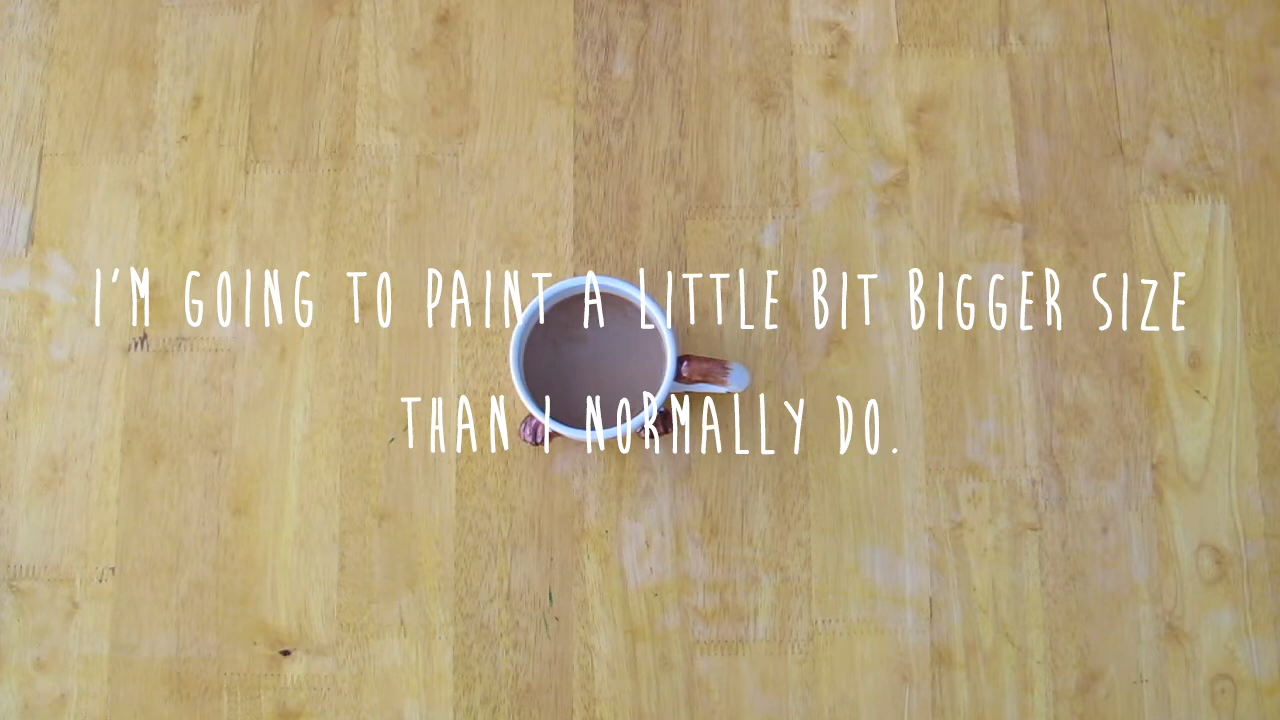 I'M GOING TO PAINT A LITTLE BIT BIGGER SIZE
THAN I NORMALLY DO.